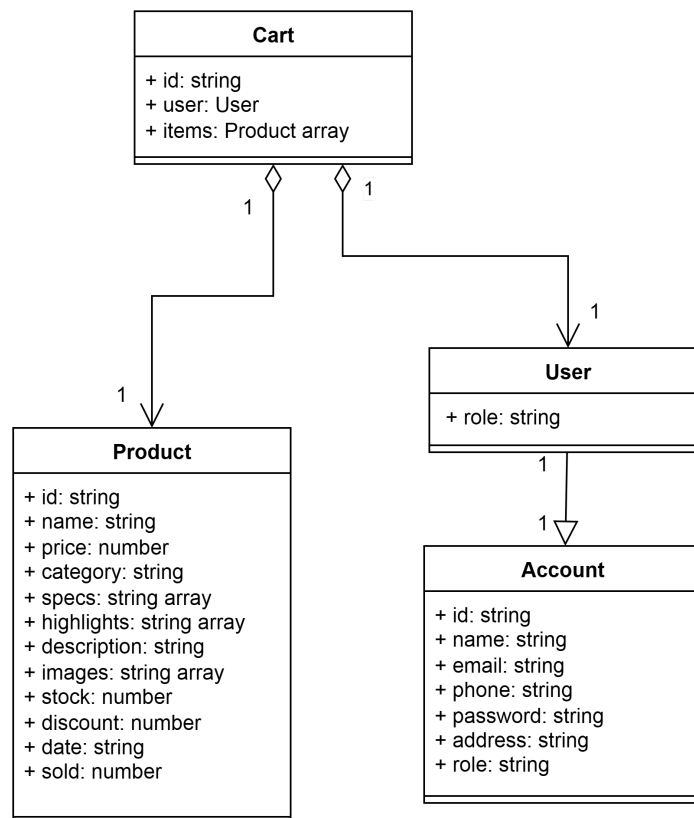 Cart
+ id: string
+ user: User
+ items: Product array
1
1
1
1
User
+ role: string
1
1
Product
+ id: string
+ name: string
+ price: number
+ category: string
+ specs: string array
+ highlights: string array
+ description: string
+ images: string array
+ stock: number
+ discount: number
+ date: string
+ sold: number
Account
+ id: string
+ name: string
+ email: string
+ phone: string
+ password: string
+ address: string
+ role: string